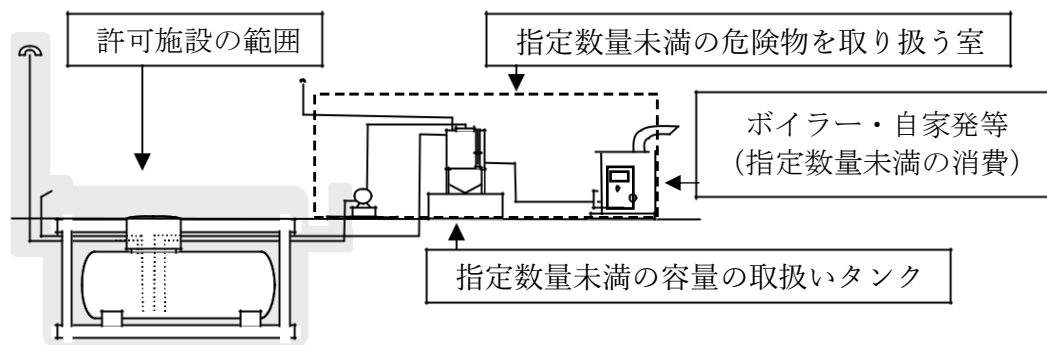 許可施設の範囲
指定数量未満の危険物を取り扱う室
ボイラー・自家発等
（指定数量未満の消費）
指定数量未満の容量の取扱いタンク